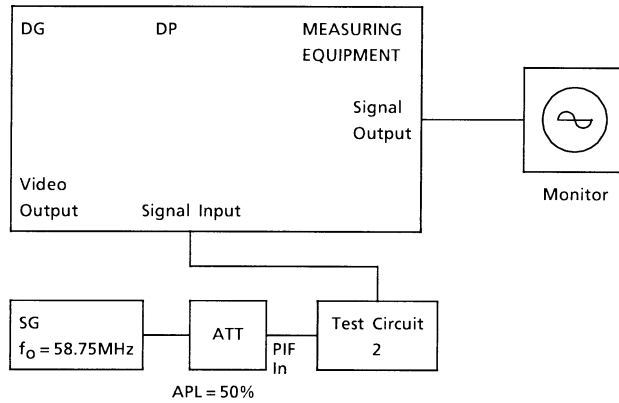 DG DP MEASURING
EQUIPMENT
Signal
Output
Video
Output Signal Input
Monitor
SG
fo = 58.75MHz
ATT
PIF
In
Test Circuit
2
APL = 50%